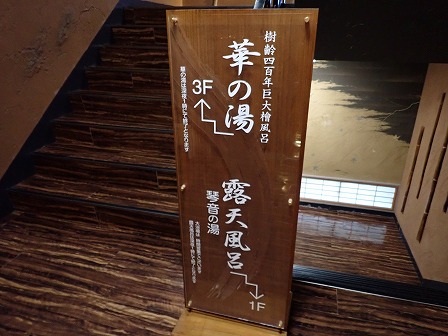 樹齢四百年巨大檜風呂
華の湯
3F
露天風呂
琴音の湯
1F